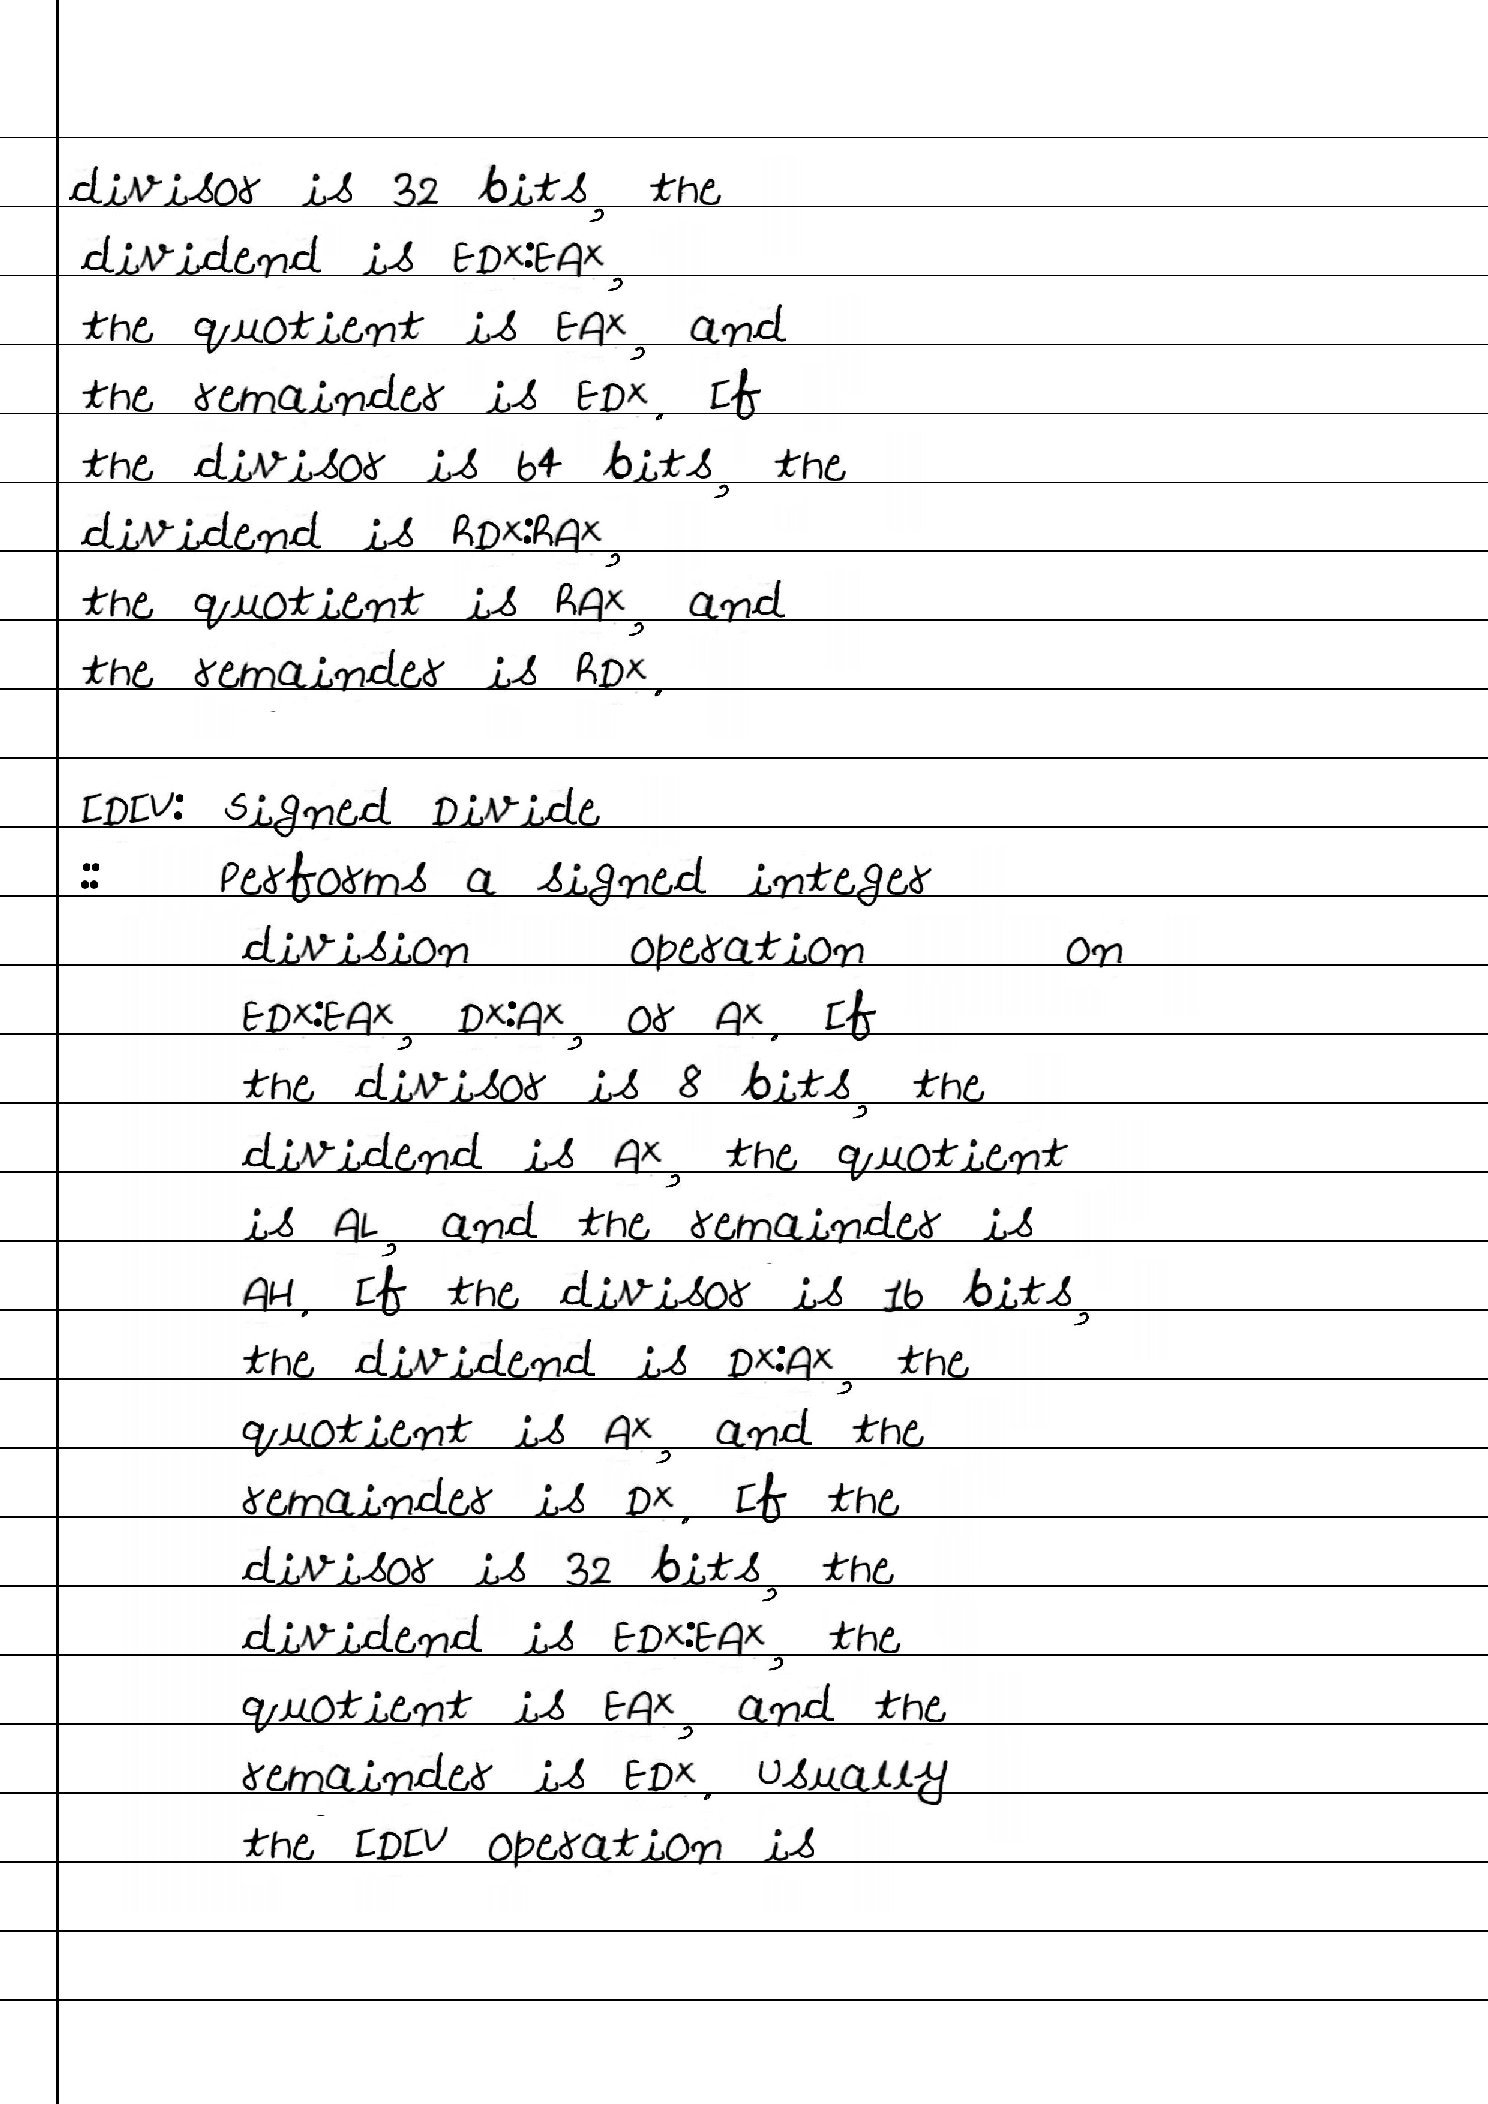 divisor is 32 bits, the
dividend is EDX:EAX,
the quotient is EAX, and
the remainder is EDX. If
the divisor is 64 bits, the
dividend is RDX:RAX,
the quotient is RAX, and
the remainder is RDX.
IDIV: Signed Divide
:: Performs a signed integer
division operation on
EDX:EAX, DX:AX, or AX. If
the divisor is 8 bits, the
dividend is AX, the quotient
is AL, and the remainder is
AH. If the divisor is 16 bits,
the dividend is DX:AX, the
quotient is AX, and the
remainder is DX. If the
divisor is 32 bits, the
dividend is EDX:EAX, the
quotient is EAX, and the
remainder is EDX. Usually
the IDIV operation is